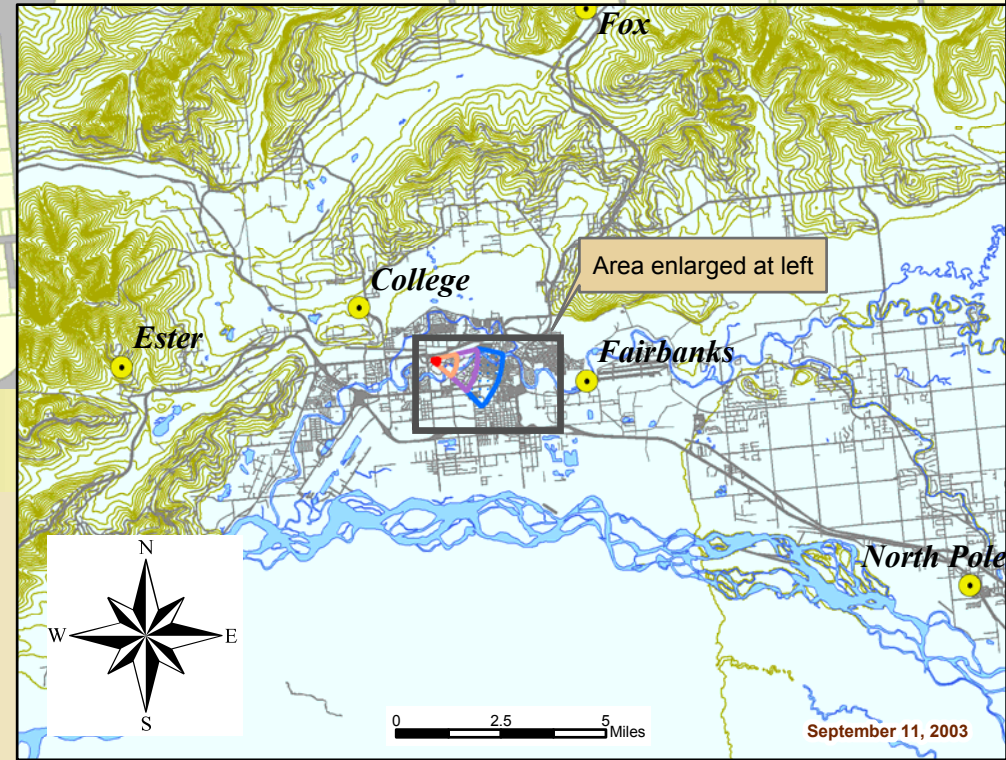 Fox
Area enlarged at left
College
Ester
Fairbanks
North Pole
N
W E
S
0 2.5 5
Miles
September 11, 2003